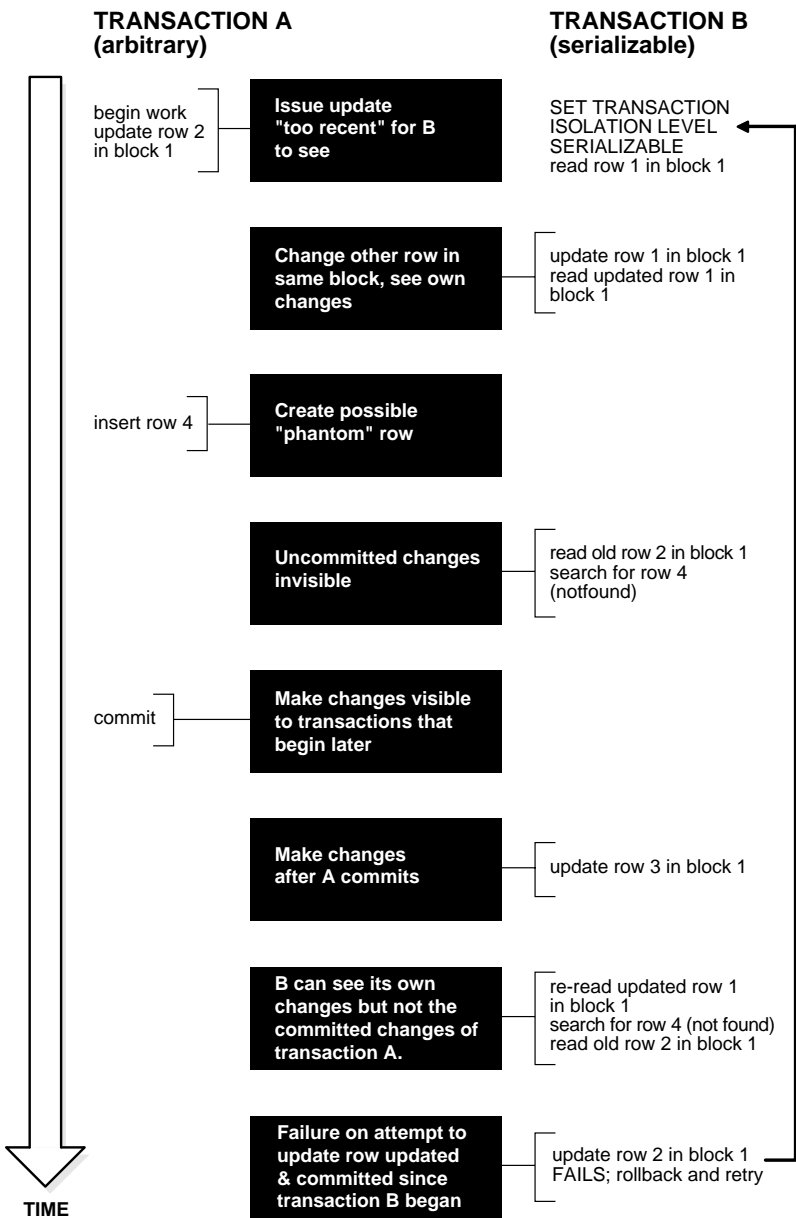 TRANSACTION A
(arbitrary)
TRANSACTION B
(serializable)
begin work
update row 2
in block 1
Issue update
"too recent" for B
to see
SET TRANSACTION
ISOLATION LEVEL
SERIALIZABLE
read row 1 in block 1
Change other row in
same block, see own
changes
update row 1 in block 1
read updated row 1 in
block 1
insert row 4
Create possible
"phantom" row
Uncommitted changes
invisible
read old row 2 in block 1
search for row 4
(notfound)
commit
Make changes visible
to transactions that
begin later
Make changes
after A commits
update row 3 in block 1
B can see its own
changes but not the
committed changes of
transaction A.
re-read updated row 1
in block 1
search for row 4 (not found)
read old row 2 in block 1
Failure on attempt to
update row updated
& committed since
transaction B began
update row 2 in block 1
FAILS; rollback and retry
TIME